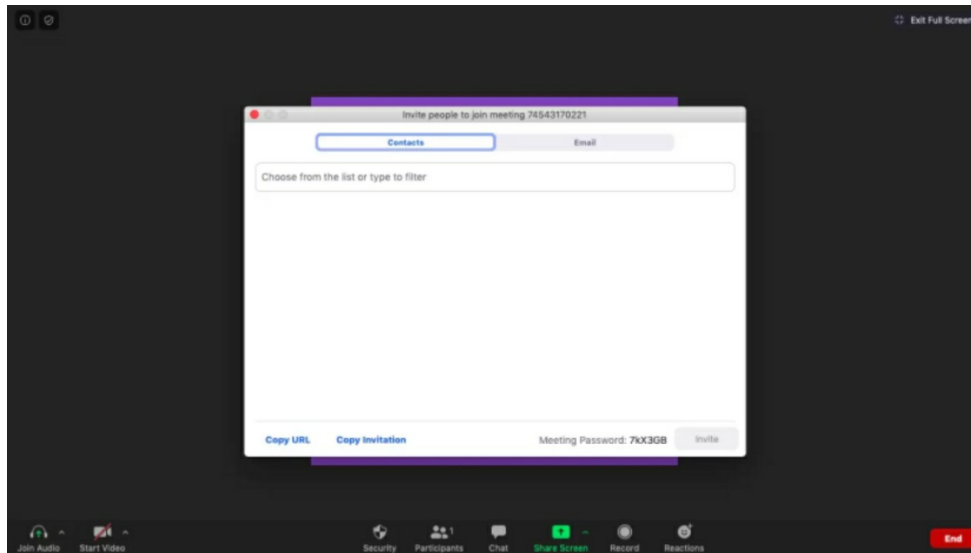 Exit Full Screen
Invite people to join meeting 74543170221
Contacts
Email
Choose from the list or type to filter
Copy URL
Copy Invitation
Meeting Password: 7kX3GB
Invite
1
Join Audio
Start Video
Security
Participants
Chat
Share Screen
Record
Reactions
End